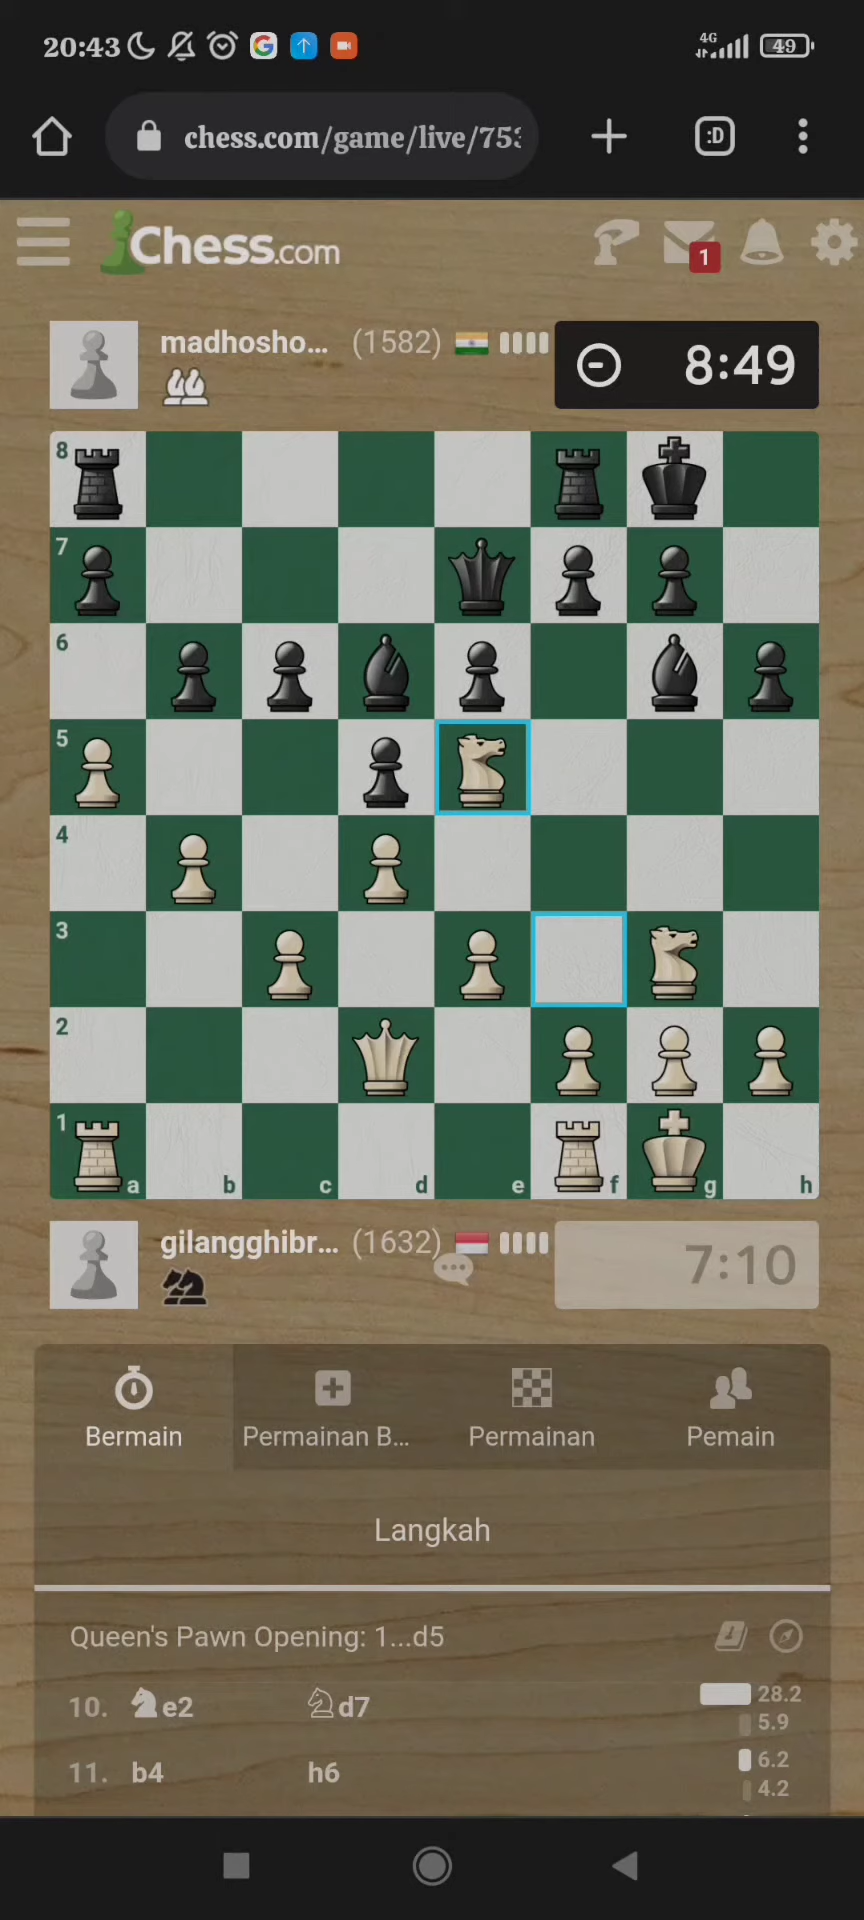 20:43
4G
49
chess.com/game/live/753
:D
Chess.com
1
madhosho... (1582)
8:49
8
7
6
5
4
3
2
1
a b c d e f g h
gilangghibr... (1632)
7:10
Bermain
Permainan B...
Permainan
Pemain
Langkah
Queen's Pawn Opening: 1...d5
10. e2 d7 28.2
5.9
11. b4 h6 6.2
4.2